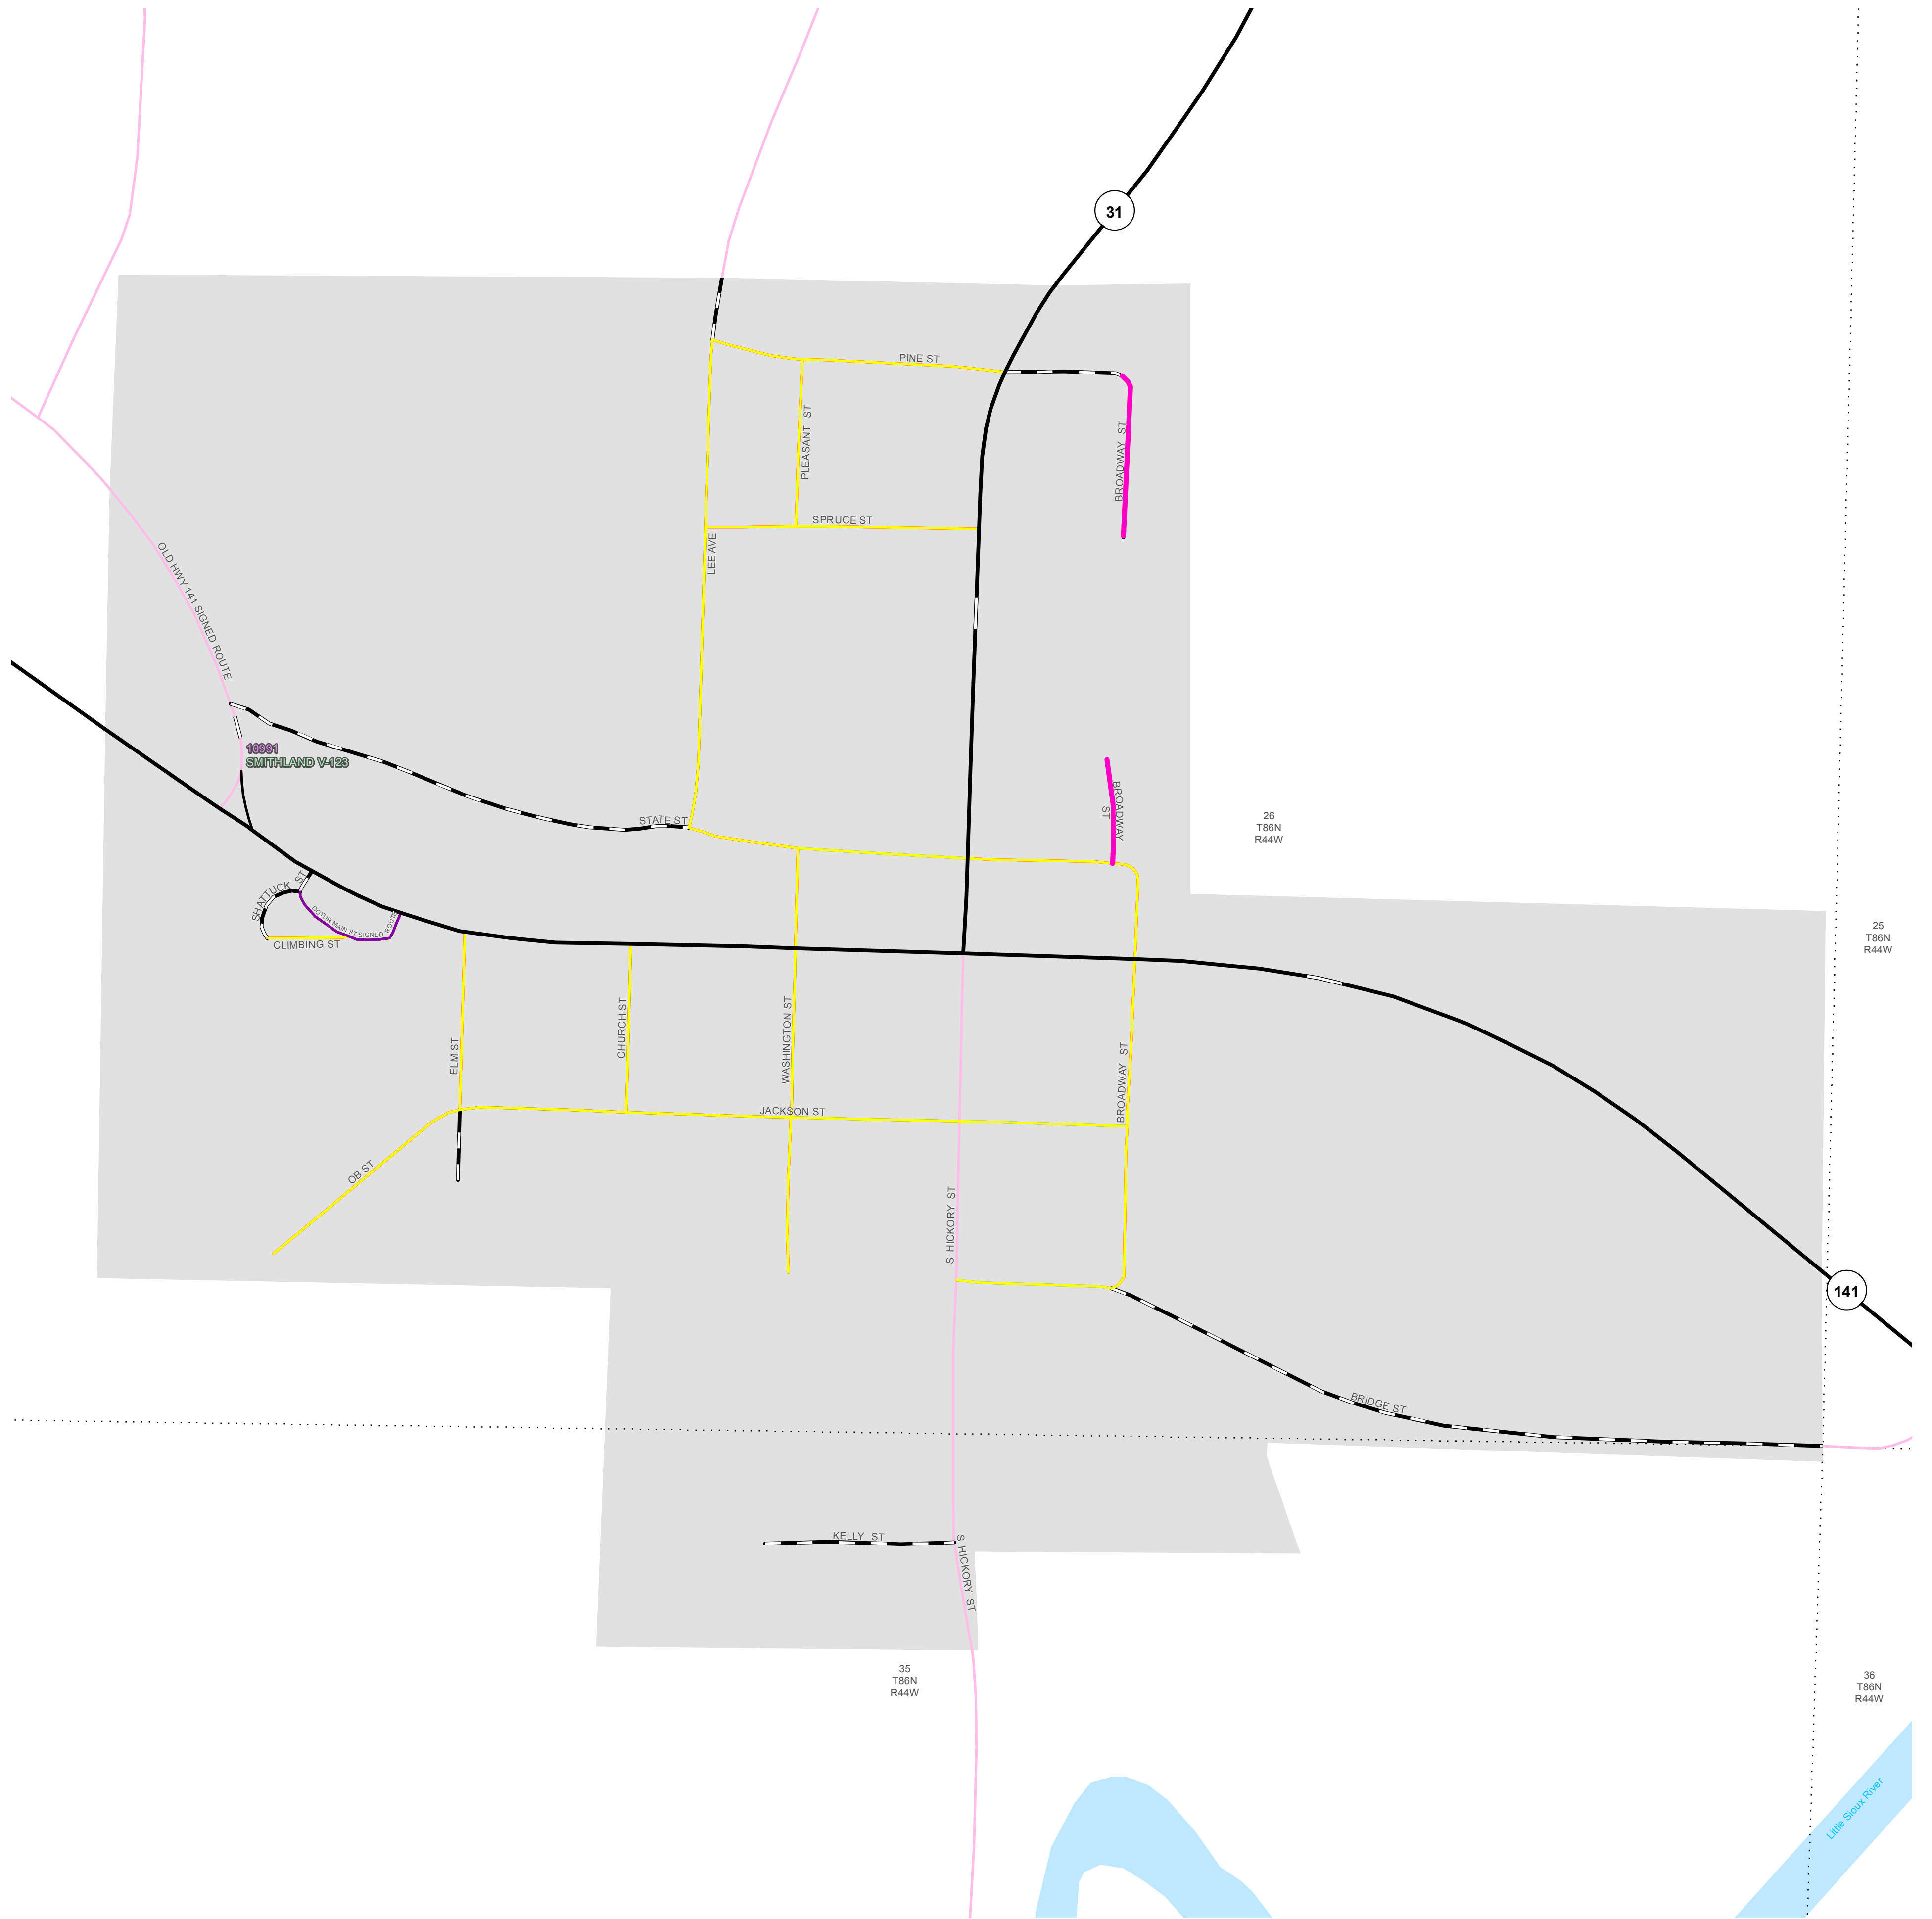 31
PINE ST
PLEASANT ST
BROADWAY ST
SPRUCE ST
LEE AVE
OLD HWY 141 SIGNED ROUTE
10991
SMITHLAND V-123
STATE ST
BROADWAY
ST
26
T86N
R44W
25
T86N
R44W
SHATTUCK ST
DOTUR MAIN ST SIGNED ROUTE
CLIMBING ST
ELM ST
CHURCH ST
WASHINGTON ST
BROADWAY ST
JACKSON ST
OB ST
S HICKORY ST
141
BRIDGE ST
KELLY ST
S HICKORY ST
35
T86N
R44W
36
T86N
R44W
Little Sioux River